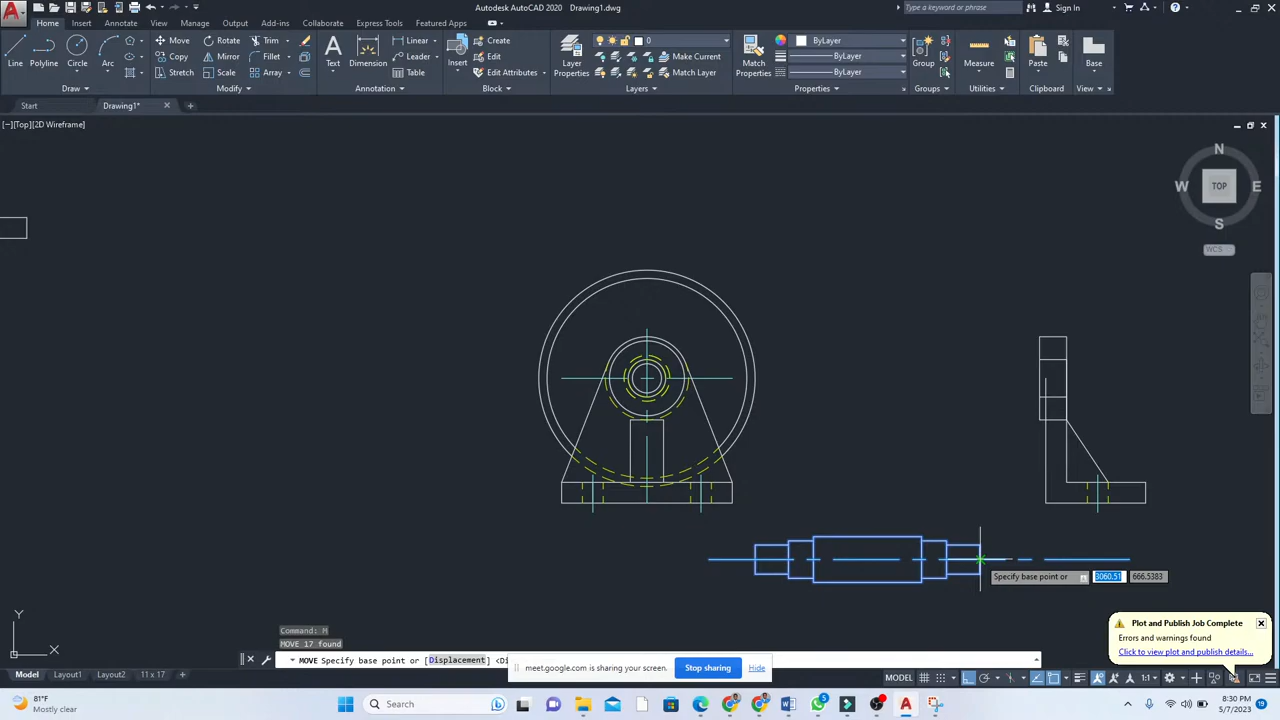 Autodesk AutoCAD 2020 Drawing1.dwg
Type a keyword or phrase
Sign In
Home Insert Annotate View Manage Output Add-ins Collaborate Express Tools Featured Apps
Line Polyline Circle Arc
Move Rotate Trim
Copy Mirror Fillet
Stretch Scale Array
Text Dimension
Linear
Leader
Table
Insert
Create
Edit
Edit Attributes
Layer Properties
0
Make Current
Match Layer
Match Properties
ByLayer
ByLayer
ByLayer
Group Measure Paste Base
Draw Modify Annotation Block Layers Properties Groups Utilities Clipboard View
Start Drawing1*
[−][Top][2D Wireframe]
N
W TOP E
S
WCS
Specify base point or 3060.51 666.5383
Y
X
Command: M
MOVE 17 found
MOVE Specify base point or [Displacement] <Di
meet.google.com is sharing your screen. Stop sharing Hide
Plot and Publish Job Complete
Errors and warnings found
Click to view plot and publish details...
Model Layout1 Layout2 11 x 17
MODEL 1:1
81°F
Mostly clear
Search
5
8:30 PM
5/7/2023
19